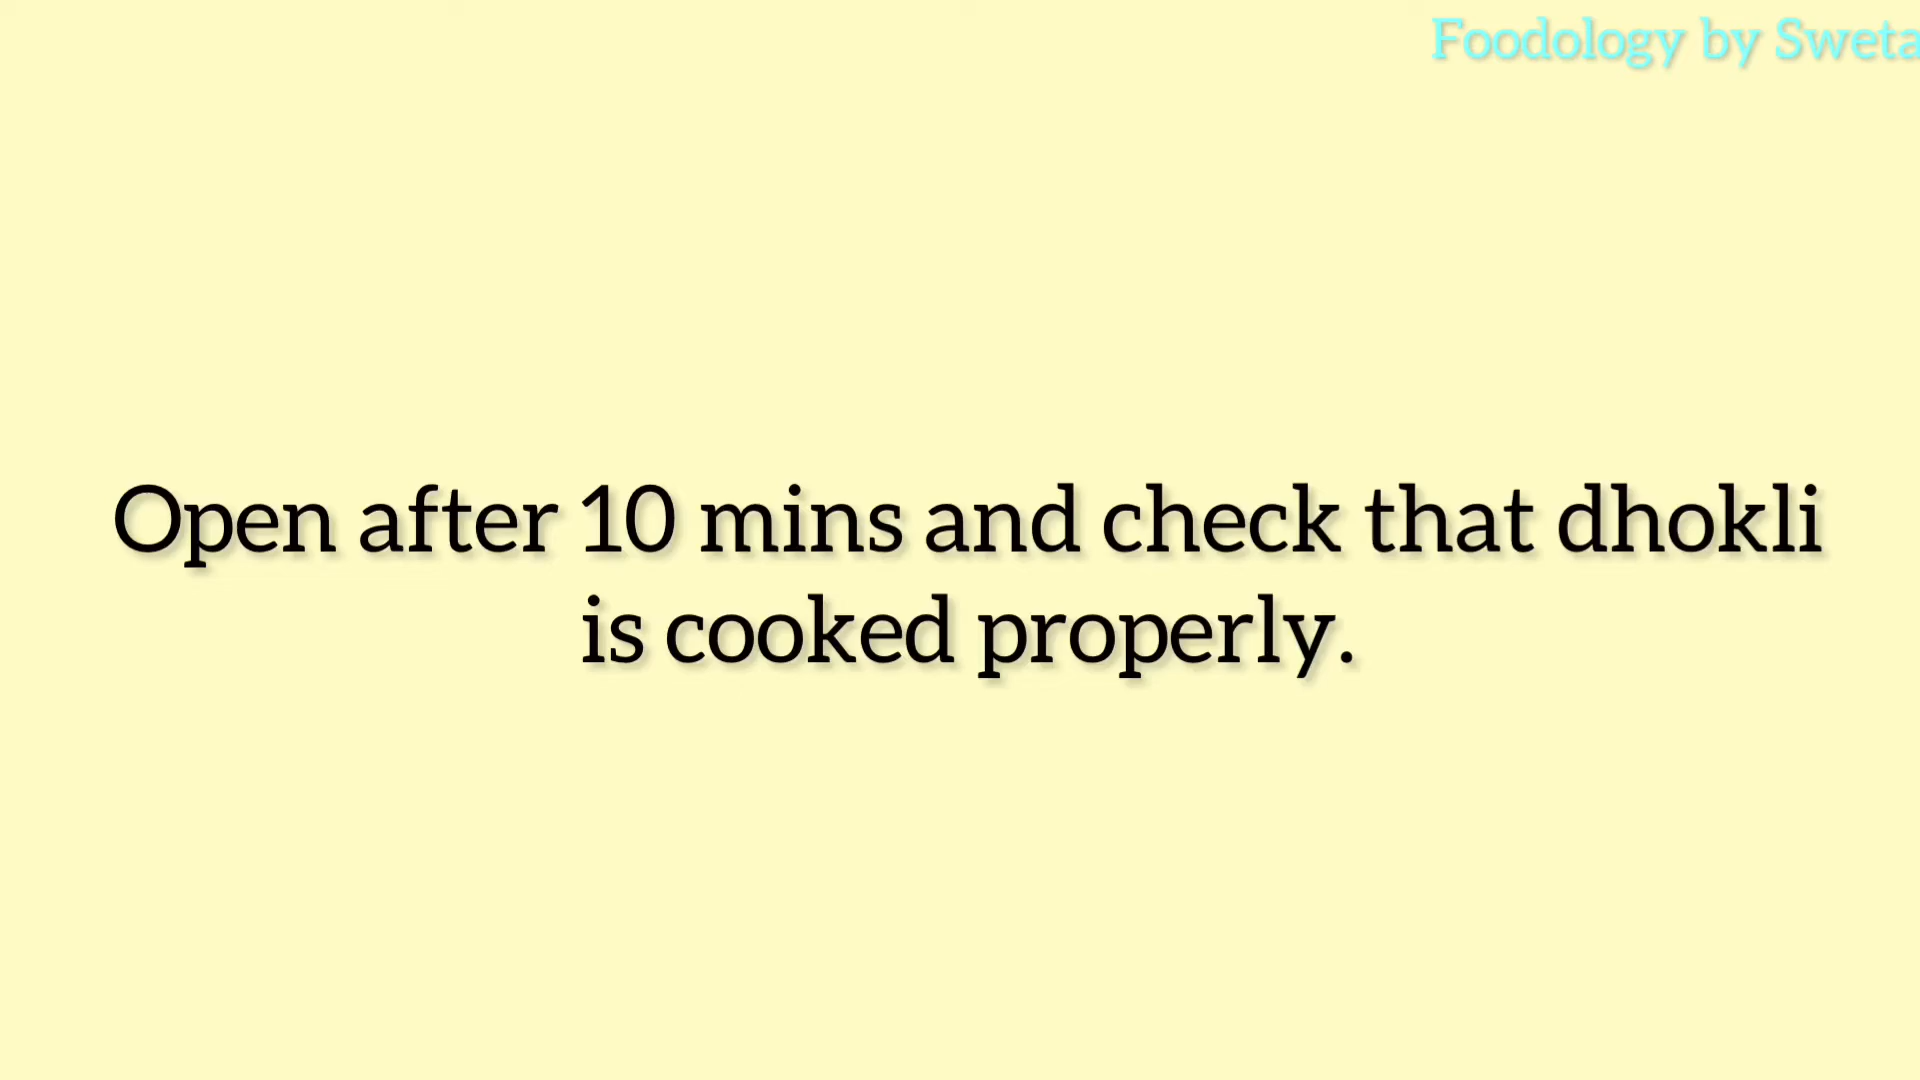 Foodology by Sweta
Open after 10 mins and check that dhokli
is cooked properly.